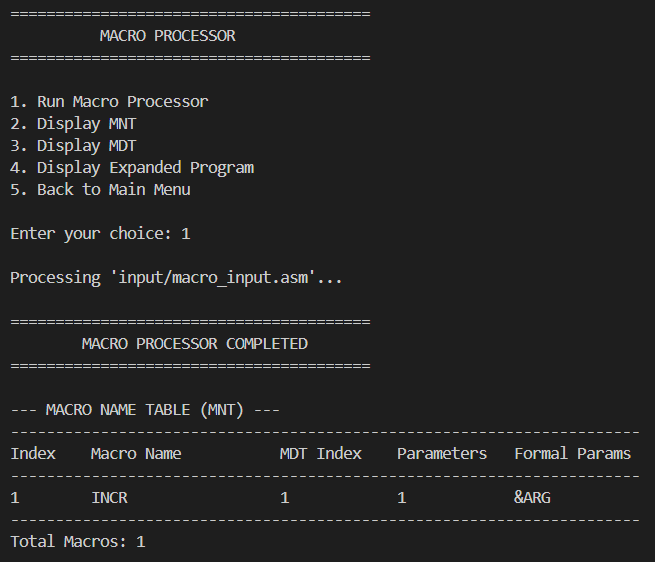 ========================================
MACRO PROCESSOR
========================================
1. Run Macro Processor
2. Display MNT
3. Display MDT
4. Display Expanded Program
5. Back to Main Menu
Enter your choice: 1
Processing 'input/macro_input.asm'...
========================================
MACRO PROCESSOR COMPLETED
========================================
--- MACRO NAME TABLE (MNT) ---
----------------------------------------------------------------------
Index    Macro Name           MDT Index    Parameters   Formal Params
----------------------------------------------------------------------
1        INCR                 1            1            &ARG
----------------------------------------------------------------------
Total Macros: 1